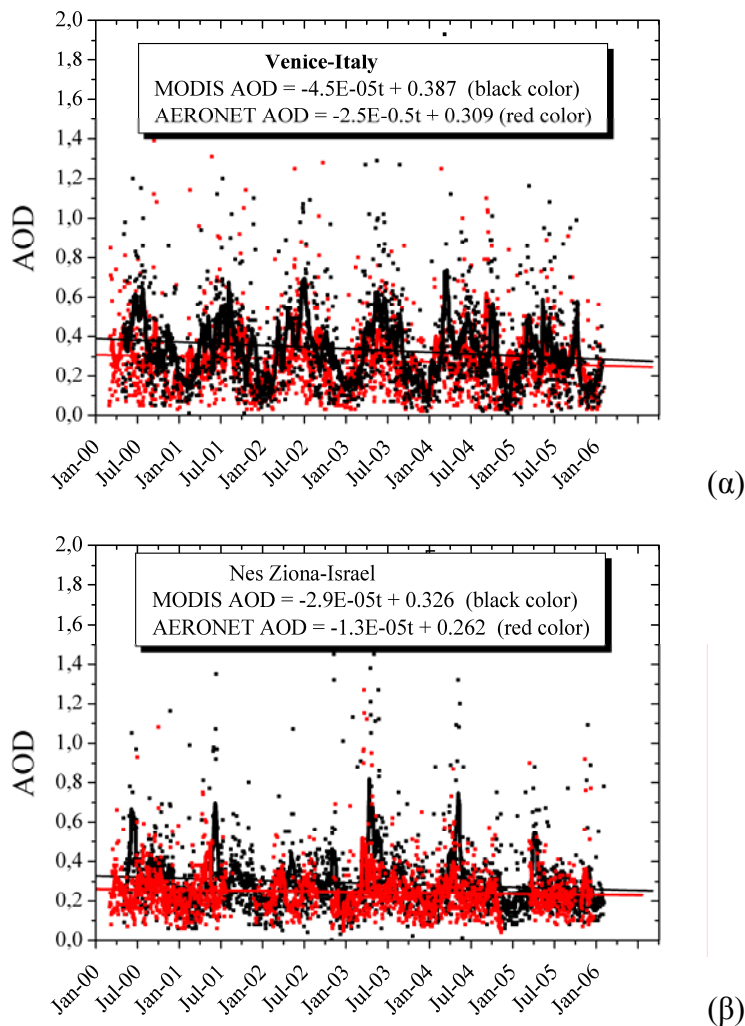 2,0
Venice-Italy
MODIS AOD = -4.5E-05t + 0.387 (black color)
AERONET AOD = -2.5E-0.5t + 0.309 (red color)
1,8
1,6
1,4
1,2
1,0
0,8
0,6
0,4
0,2
0,0
AOD
Jan-00
Jul-00
Jan-01
Jul-01
Jan-02
Jul-02
Jan-03
Jul-03
Jan-04
Jul-04
Jan-05
Jul-05
Jan-06
(α)
2,0
Nes Ziona-Israel
MODIS AOD = -2.9E-05t + 0.326 (black color)
AERONET AOD = -1.3E-05t + 0.262 (red color)
1,8
1,6
1,4
1,2
1,0
0,8
0,6
0,4
0,2
0,0
AOD
Jan-00
Jul-00
Jan-01
Jul-01
Jan-02
Jul-02
Jan-03
Jul-03
Jan-04
Jul-04
Jan-05
Jul-05
Jan-06
(β)